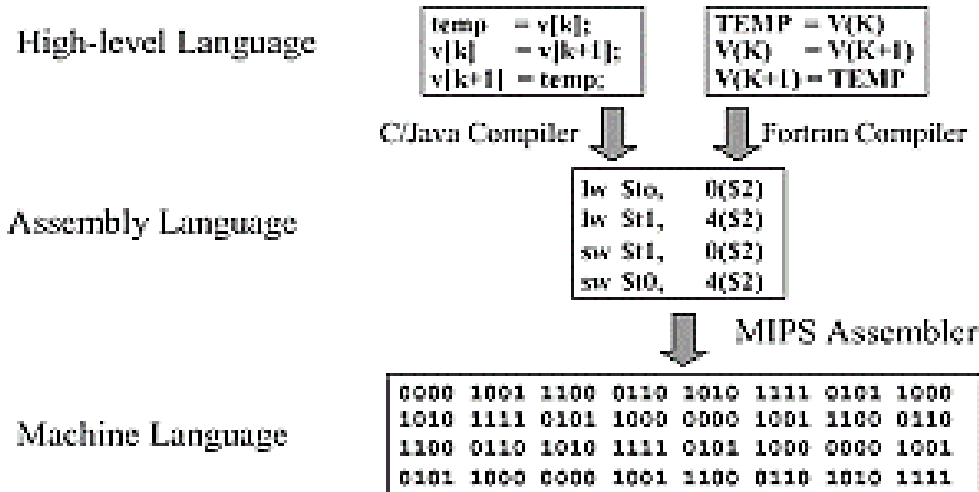 High-level Language
temp = v[k];
v[k] = v[k+1];
v[k+1] = temp;
TEMP = V(K)
V(K) = V(K+1)
V(K+1) = TEMP
C/Java Compiler
Fortran Compiler
Assembly Language
lw $to, 0($2)
lw $t1, 4($2)
sw $t1, 0($2)
sw $t0, 4($2)
MIPS Assembler
Machine Language
0000 1001 1100 0110 1010 1111 0101 1000
1010 1111 0101 1000 0000 1001 1100 0110
1100 0110 1010 1111 0101 1000 0000 1001
0101 1000 0000 1001 1100 0110 1010 1111